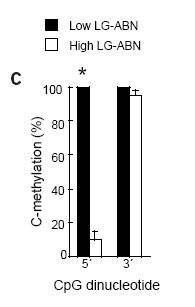 Low LG-ABN
High LG-ABN
C
*
100
80
60
40
20
0
C-methylation (%)
5´ 3´
CpG dinucleotide